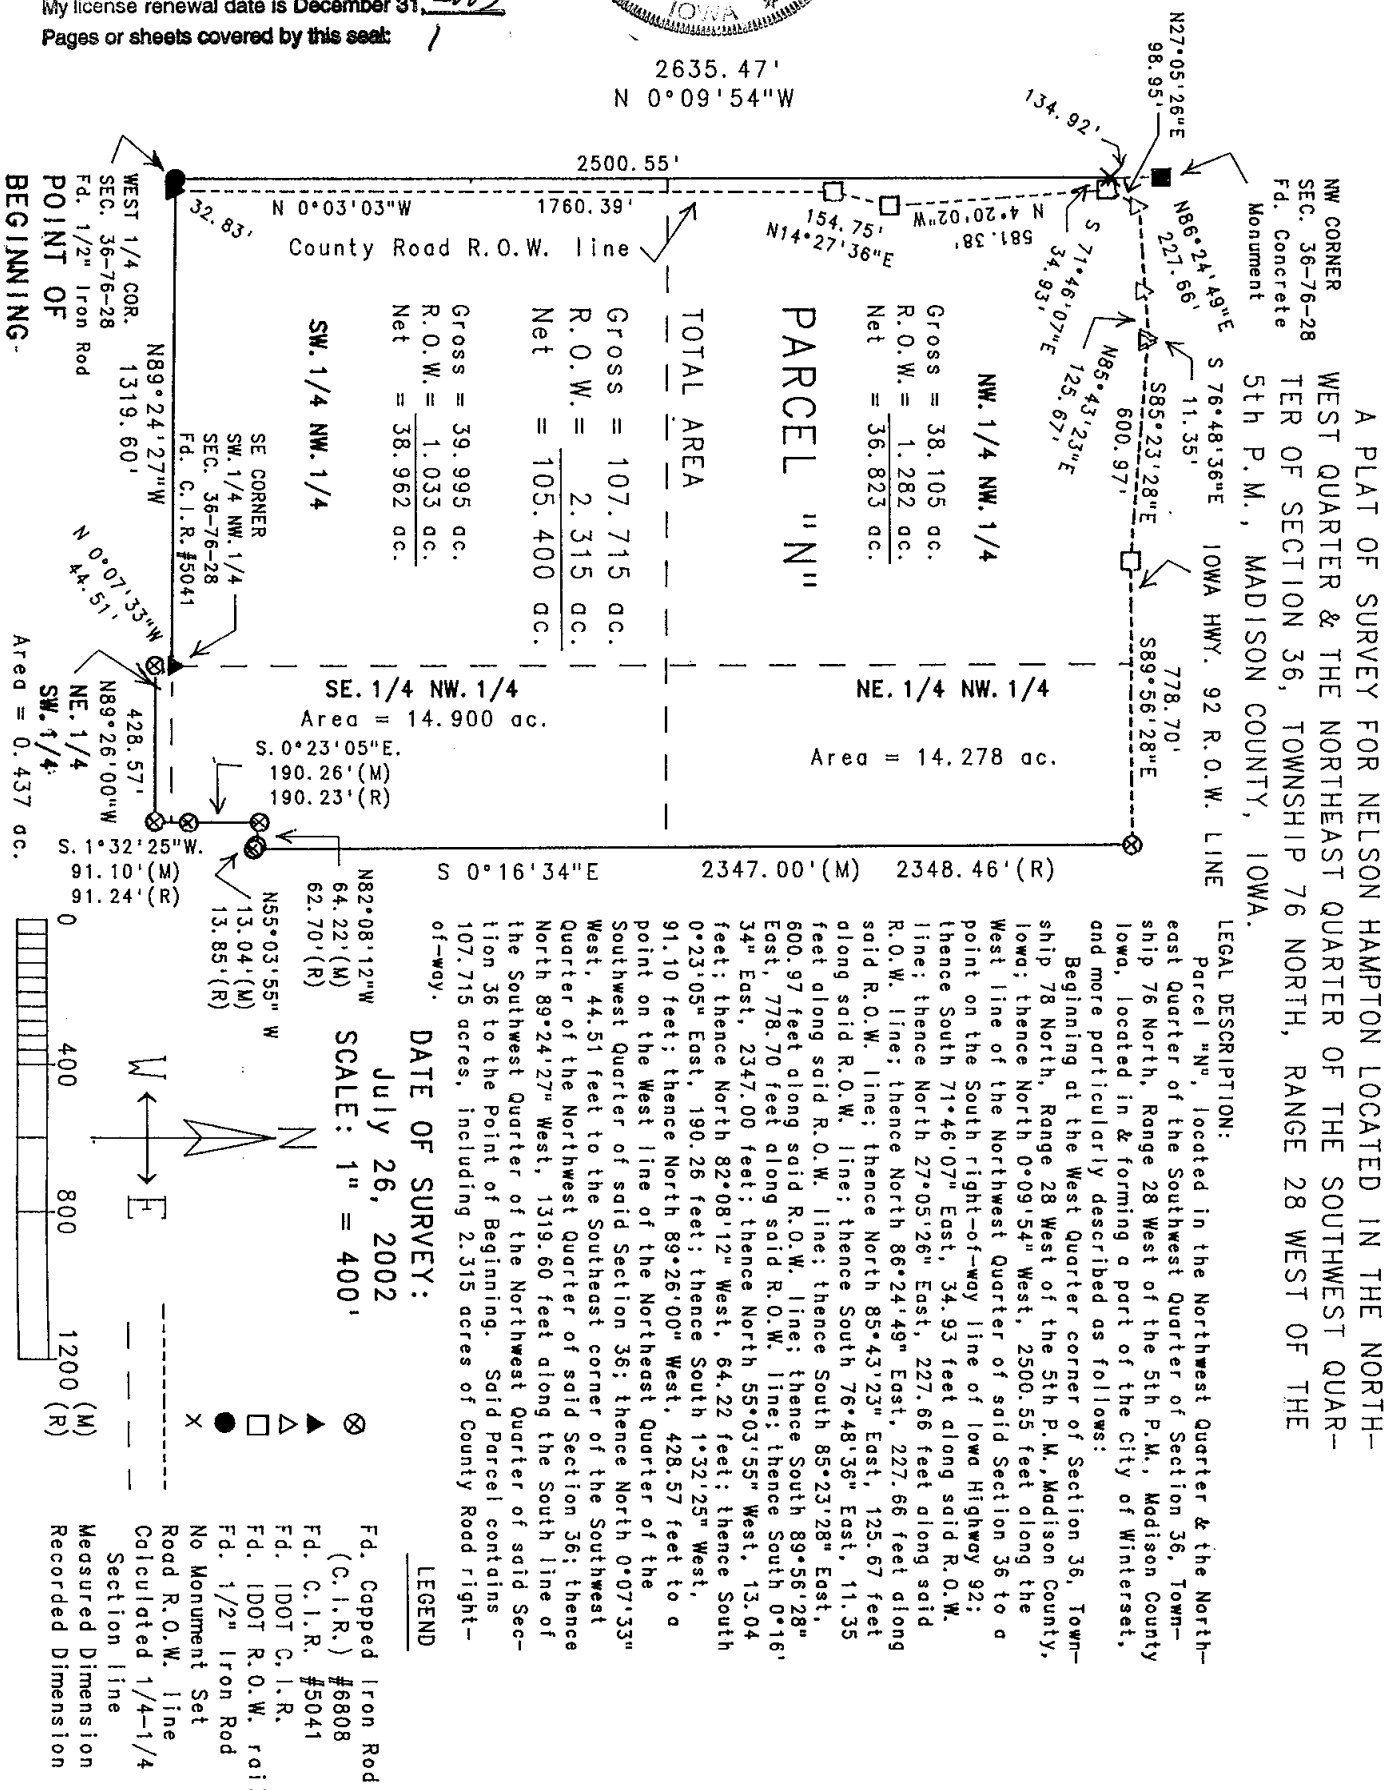 My license renewal date is December 31,
Pages or sheets covered by this seal: 1
IOWA
A PLAT OF SURVEY FOR NELSON HAMPTON LOCATED IN THE NORTH-
WEST QUARTER & THE NORTHEAST QUARTER OF THE SOUTHWEST QUAR-
TER OF SECTION 36, TOWNSHIP 76 NORTH, RANGE 28 WEST OF THE
5th P.M., MADISON COUNTY, IOWA.
NW CORNER
SEC. 36-76-28
Fd. Concrete
Monument
N27°05'26"E
98.95'
134.92'
N86°24'49"E
227.66'
S 76°48'36"E
11.35'
IOWA HWY. 92 R.O.W. LINE
S 71°46'07"E
34.93'
N85°43'23"E
125.67'
S85°23'28"E
600.97'
778.70'
S89°56'28"E
2635.47'
N 0°09'54"W
2500.55'
N 4°20'02"W
581.38'
154.75'
N14°27'36"E
N 0°03'03"W
1760.39'
32.83'
County Road R.O.W. line
NW.1/4 NW.1/4
Gross = 38.105 ac.
R.O.W.= 1.282 ac.
Net = 36.823 ac.
PARCEL "N"
TOTAL AREA
Gross = 107.715 ac.
R.O.W. = 2.315 ac.
Net = 105.400 ac.
Gross = 39.995 ac.
R.O.W.= 1.033 ac.
Net = 38.962 ac.
SW.1/4 NW.1/4
NE.1/4 NW.1/4
Area = 14.278 ac.
SE.1/4 NW.1/4
Area = 14.900 ac.
S 0°16'34"E
2347.00'(M) 2348.46'(R)
S.0°23'05"E.
190.26'(M)
190.23'(R)
WEST 1/4 COR.
SEC. 36-76-28
Fd. 1/2" Iron Rod
POINT OF
BEGINNING
N89°24'27"W
1319.60'
SE CORNER
SW.1/4 NW.1/4
SEC. 36-76-28
Fd. C.I.R.#5041
N 0°07'33"W
44.51'
428.57'
N89°26'00"W
NE.1/4
SW.1/4
Area = 0.437 ac.
S.1°32'25"W.
91.10'(M)
91.24'(R)
N82°08'12"W
64.22'(M)
62.70'(R)
N55°03'55" W
13.04'(M)
13.85'(R)
LEGAL DESCRIPTION:
Parcel "N", located in the Northwest Quarter & the North-
east Quarter of the Southwest Quarter of Section 36, Town-
ship 76 North, Range 28 West of the 5th P.M., Madison County
Iowa, located in & forming a part of the City of Winterset,
and more particularly described as follows:
Beginning at the West Quarter corner of Section 36, Town-
ship 78 North, Range 28 West of the 5th P.M., Madison County,
Iowa; thence North 0°09'54" West, 2500.55 feet along the
West line of the Northwest Quarter of said Section 36 to a
point on the South right-of-way line of Iowa Highway 92;
thence South 71°46'07" East, 34.93 feet along said R.O.W.
line; thence North 27°05'26" East, 227.66 feet along said
R.O.W. line; thence North 86°24'49" East, 227.66 feet along
said R.O.W. line; thence North 85°43'23" East, 125.67 feet
along said R.O.W. line; thence South 76°48'36" East, 11.35
feet along said R.O.W. line; thence South 85°23'28" East,
600.97 feet along said R.O.W. line; thence South 89°56'28"
East, 778.70 feet along said R.O.W. line; thence South 0°16'
34" East, 2347.00 feet; thence North 55°03'55" West, 13.04
feet; thence North 82°08'12" West, 64.22 feet; thence South
0°23'05" East, 190.26 feet; thence South 1°32'25" West,
91.10 feet; thence North 89°26'00" West, 428.57 feet to a
point on the West line of the Northeast Quarter of the
Southwest Quarter of said Section 36; thence North 0°07'33"
West, 44.51 feet to the Southeast corner of the Southwest
Quarter of the Northwest Quarter of said Section 36; thence
North 89°24'27" West, 1319.60 feet along the South line of
the Southwest Quarter of the Northwest Quarter of said Sec-
tion 36 to the Point of Beginning. Said Parcel contains
107.715 acres, including 2.315 acres of County Road right-
of-way.
DATE OF SURVEY:
July 26, 2002
SCALE: 1" = 400'
N
W E
0 400 800 1200
LEGEND
Fd. Capped Iron Rod
(C.I.R.) #6808
Fd. C.I.R. #5041
Fd. IDOT C.I.R.
Fd. IDOT R.O.W. rail
Fd. 1/2" Iron Rod
X No Monument Set
Road R.O.W. line
Calculated 1/4-1/4
Section line
(M) Measured Dimension
(R) Recorded Dimension